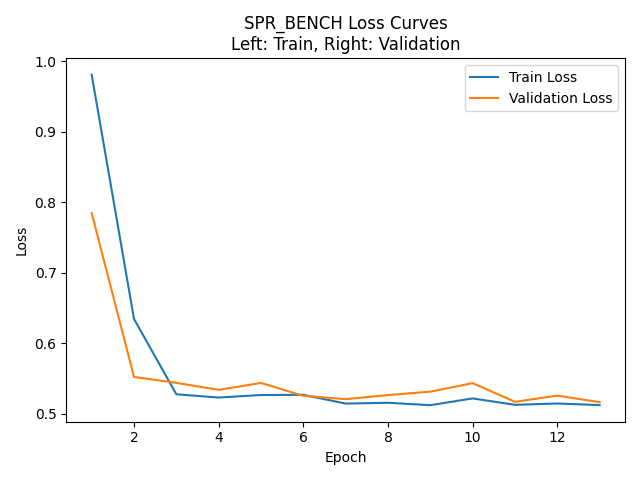 SPR_BENCH Loss Curves
Left: Train, Right: Validation
Train Loss
Validation Loss
Loss
1.0
0.9
0.8
0.7
0.6
0.5
2 4 6 8 10 12
Epoch